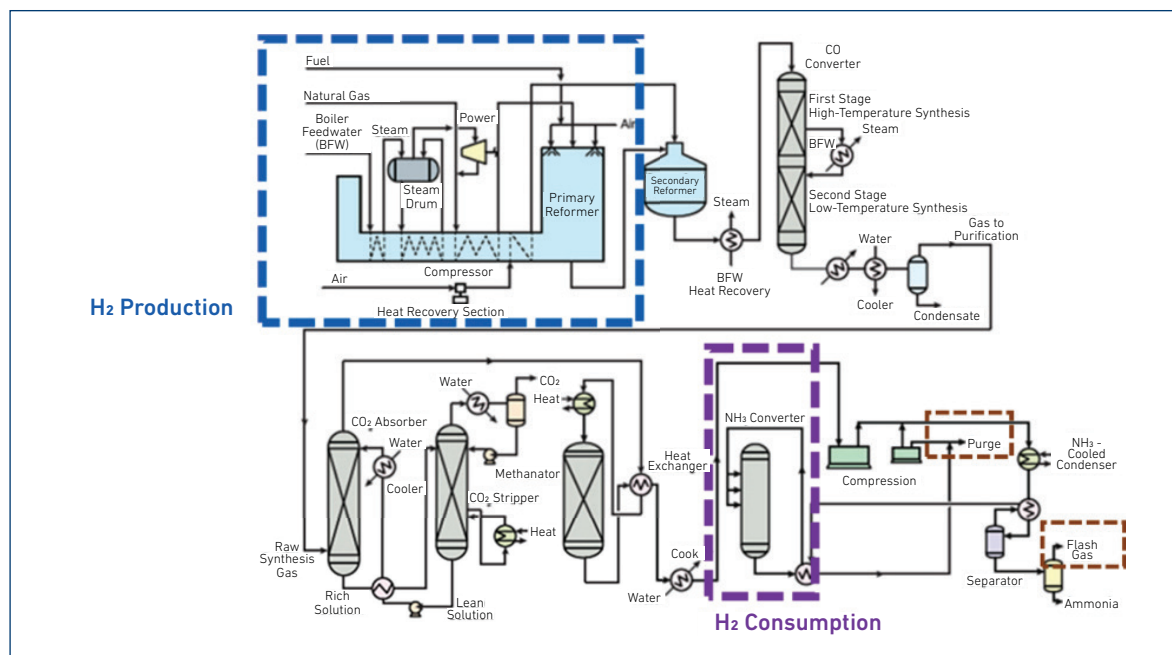 Fuel
Natural Gas
Boiler
Feedwater
(BFW)
Steam
Power
Air
Steam
Drum
Primary
Reformer
Compressor
Air
Heat Recovery Section
H₂ Production
Secondary
Reformer
Steam
BFW
Heat Recovery
CO
Converter
First Stage
High-Temperature Synthesis
Steam
BFW
Second Stage
Low-Temperature Synthesis
Gas to
Purification
Water
Cooler
Condensate
Raw
Synthesis
Gas
CO₂ Absorber
Water
Cooler
Rich
Solution
Lean
Solution
Water
CO₂
Heat
Methanator
CO₂ Stripper
Heat
Heat
Exchanger
Cook
Water
NH₃ Converter
H₂ Consumption
Compression
Purge
NH₃ -
Cooled
Condenser
Separator
Flash
Gas
Ammonia